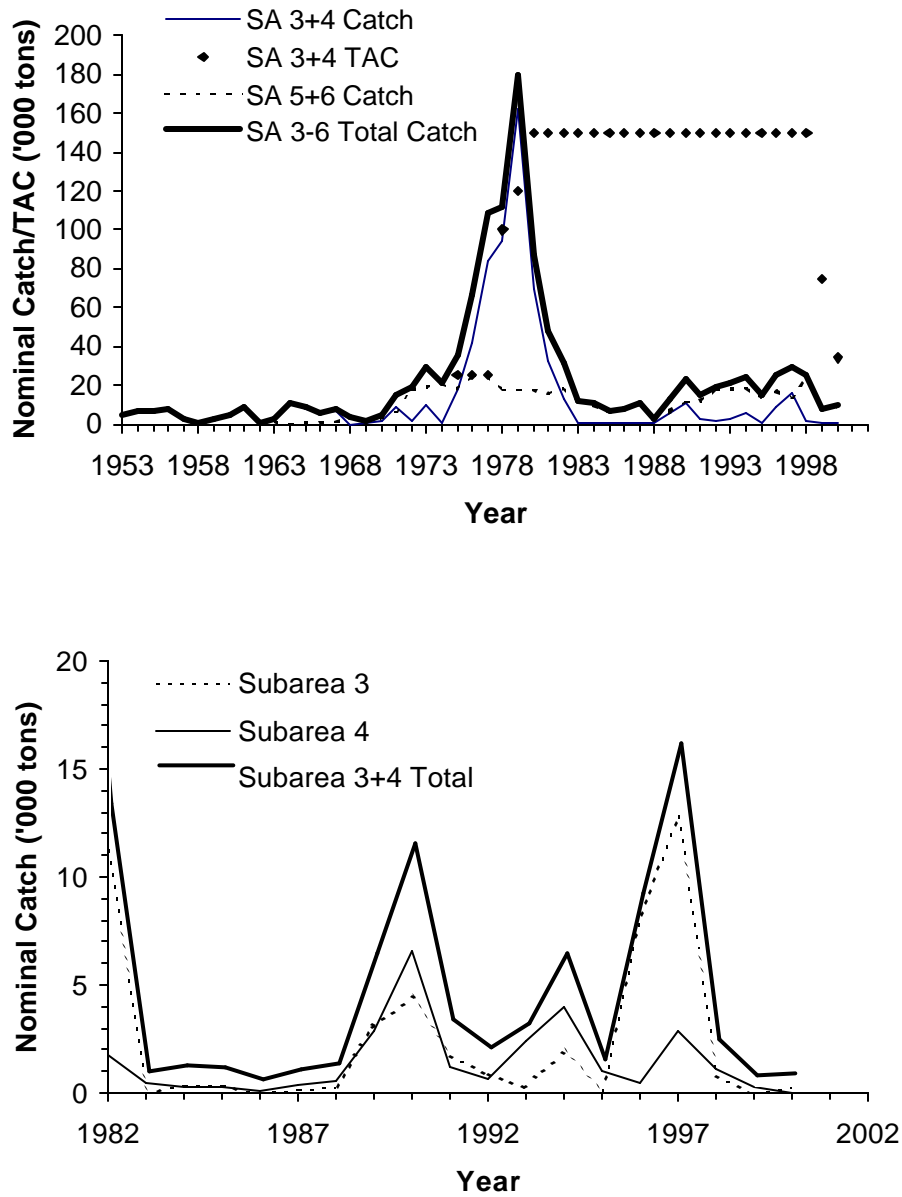 SA 3+4 Catch
SA 3+4 TAC
SA 5+6 Catch
SA 3-6 Total Catch
Nominal Catch/TAC ('000 tons)
200
180
160
140
120
100
80
60
40
20
0
1953 1958 1963 1968 1973 1978 1983 1988 1993 1998
Year
Subarea 3
Subarea 4
Subarea 3+4 Total
Nominal Catch ('000 tons)
20
15
10
5
0
1982 1987 1992 1997 2002
Year